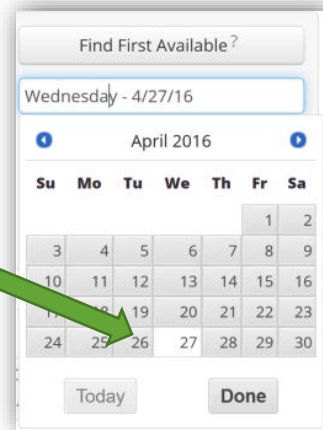 Find First Available ?
Wednesday - 4/27/16
April 2016
Su Mo Tu We Th Fr Sa
1 2
3 4 5 6 7 8 9
10 11 12 13 14 15 16
19 20 21 22 23
24 25 26 27 28 29 30
Today Done